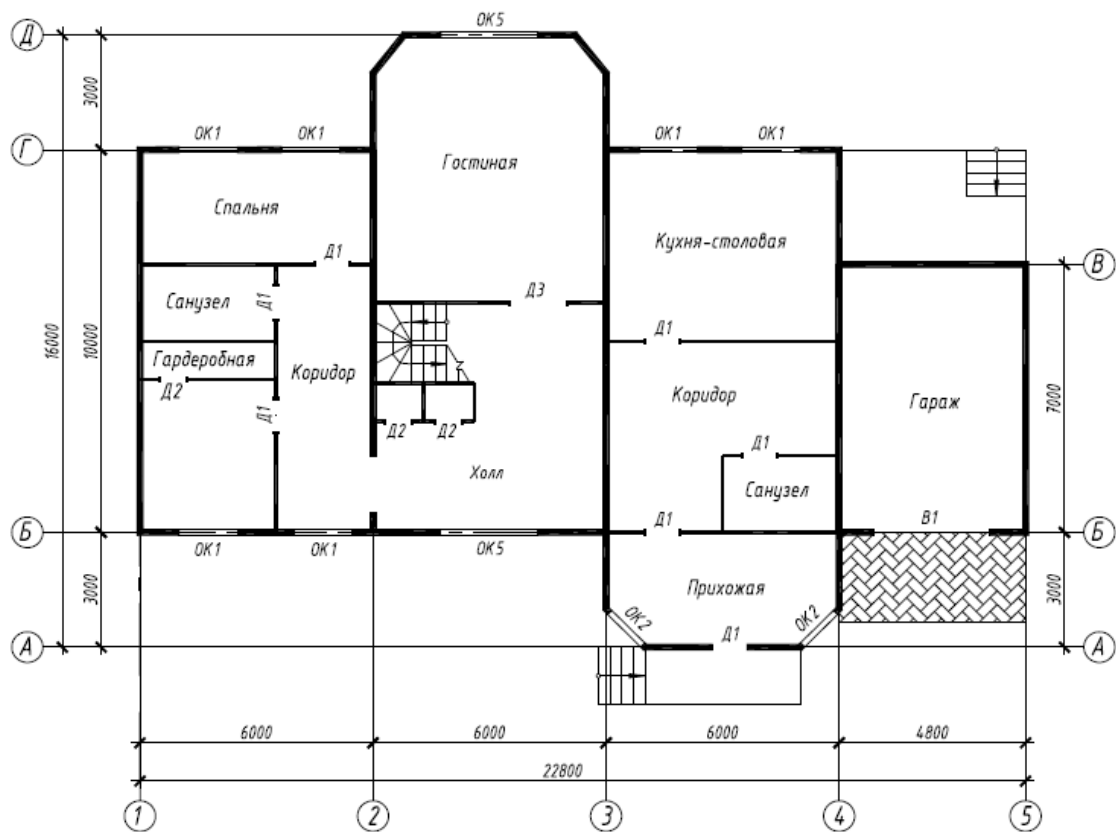 ОК5
Д
3000
ОК1
ОК1
ОК1
ОК1
Г
Гостиная
Спальня
Кухня-столовая
Д1
В
Д3
Санузел
Д1
Д1
16000
10000
Гардеробная
Коридор
Коридор
Гараж
7000
Д2
Д1
Д2
Д2
Д1
Холл
Санузел
Б
Д1
В1
Б
ОК1
ОК1
ОК5
3000
Прихожая
3000
ОК2
Д1
ОК2
А
А
6000
6000
6000
4800
22800
1
2
3
4
5